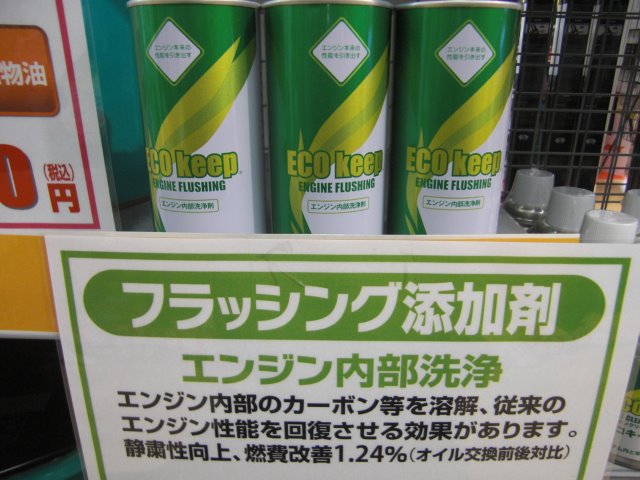 物油
0
(税込)
円
エンジン本来の
性能を引き出す
ECO keep
ENGINE FLUSHING
エンジン内部洗浄剤
エンジン本来の
性能を引き出す
ECO keep
ENGINE FLUSHING
エンジン内部洗浄剤
エンジン本来の
性能を引き出す
ECO keep
ENGINE FLUSHING
エンジン内部洗浄剤
フラッシング添加剤
エンジン内部洗浄
エンジン内部のカーボン等を溶解、従来の
エンジン性能を回復させる効果があります。
静粛性向上、燃費改善1.24%(オイル交換前後対比)